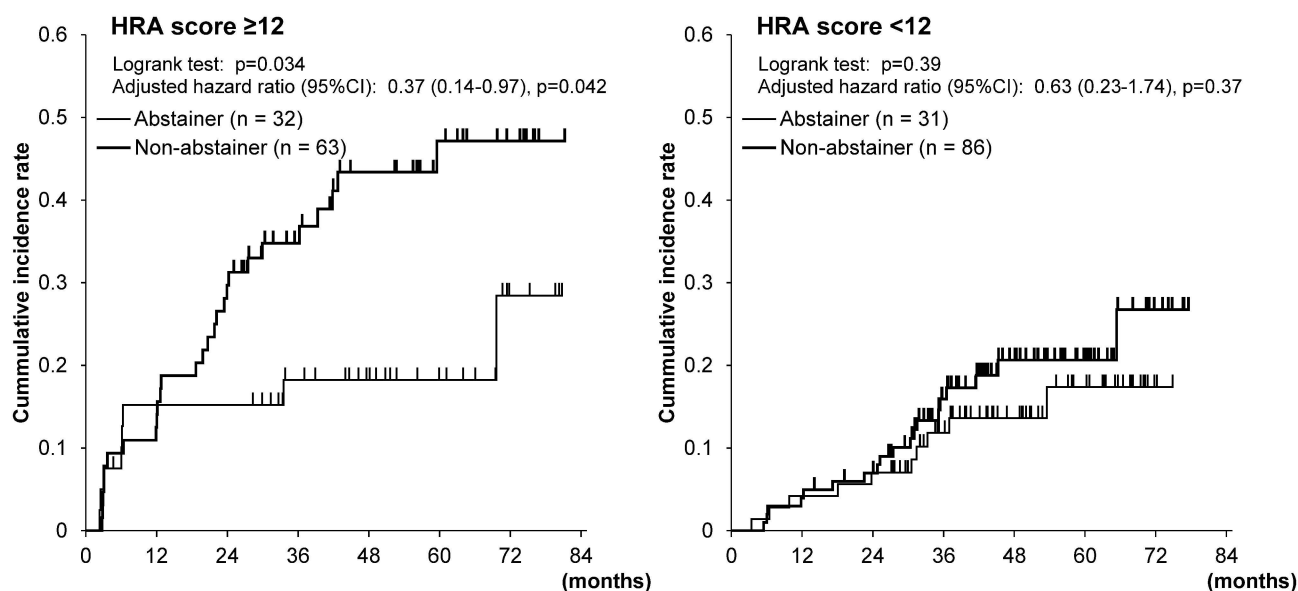 HRA score ≥12
Logrank test: p=0.034
Adjusted hazard ratio (95%CI): 0.37 (0.14-0.97), p=0.042
Abstainer (n = 32)
Non-abstainer (n = 63)
Cummulative incidence rate
0.6
0.5
0.4
0.3
0.2
0.1
0
0 12 24 36 48 60 72 84
(months)
HRA score <12
Logrank test: p=0.39
Adjusted hazard ratio (95%CI): 0.63 (0.23-1.74), p=0.37
Abstainer (n = 31)
Non-abstainer (n = 86)
Cummulative incidence rate
0.6
0.5
0.4
0.3
0.2
0.1
0
0 12 24 36 48 60 72 84
(months)